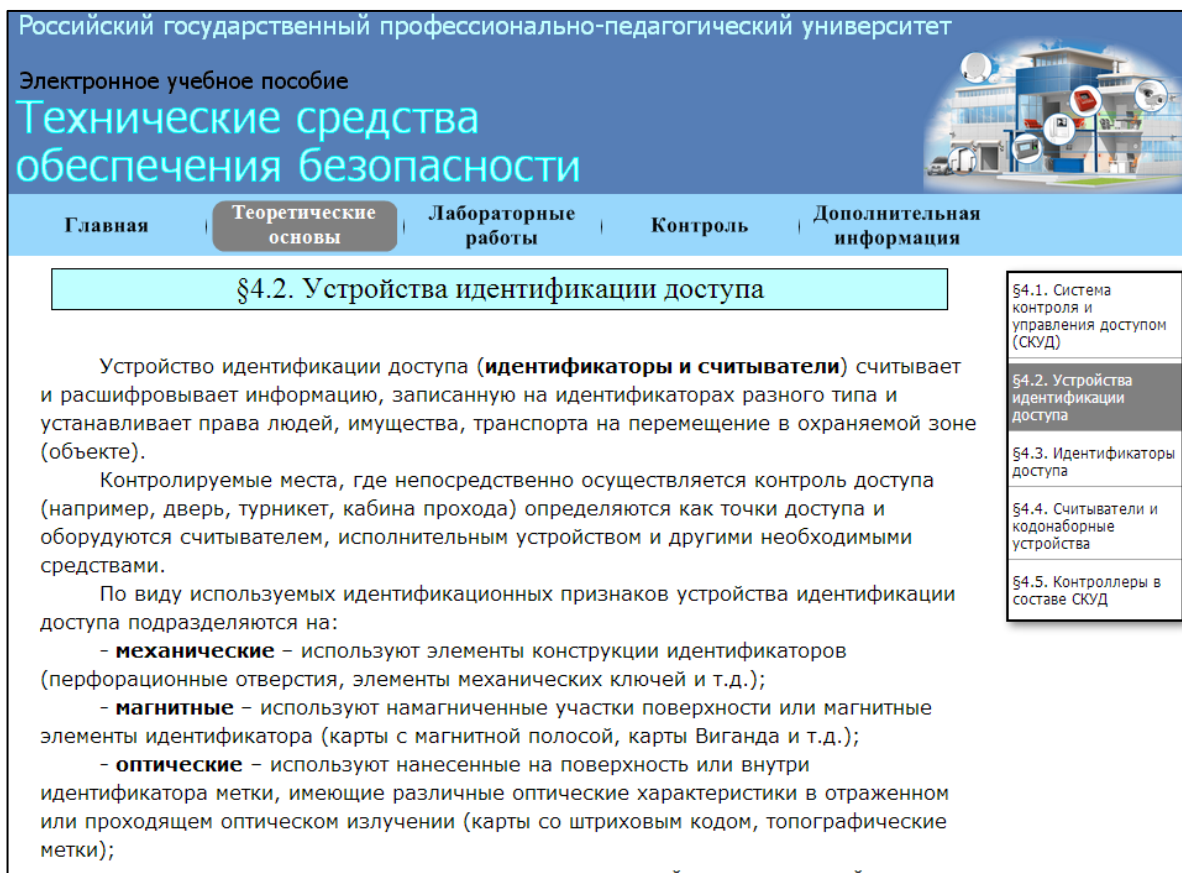 Российский государственный профессионально-педагогический университет
Электронное учебное пособие
Технические средства
обеспечения безопасности
Главная
Теоретические
основы
Лабораторные
работы
Контроль
Дополнительная
информация
§4.2. Устройства идентификации доступа
Устройство идентификации доступа (идентификаторы и считыватели) считывает
и расшифровывает информацию, записанную на идентификаторах разного типа и
устанавливает права людей, имущества, транспорта на перемещение в охраняемой зоне
(объекте).
Контролируемые места, где непосредственно осуществляется контроль доступа
(например, дверь, турникет, кабина прохода) определяются как точки доступа и
оборудуются считывателем, исполнительным устройством и другими необходимыми
средствами.
По виду используемых идентификационных признаков устройства идентификации
доступа подразделяются на:
- механические – используют элементы конструкции идентификаторов
(перфорационные отверстия, элементы механических ключей и т.д.);
- магнитные – используют намагниченные участки поверхности или магнитные
элементы идентификатора (карты с магнитной полосой, карты Виганда и т.д.);
- оптические – используют нанесенные на поверхность или внутри
идентификатора метки, имеющие различные оптические характеристики в отраженном
или проходящем оптическом излучении (карты со штриховым кодом, топографические
метки);
§4.1. Система
контроля и
управления доступом
(СКУД)
§4.2. Устройства
идентификации
доступа
§4.3. Идентификаторы
доступа
§4.4. Считыватели и
кодонаборные
устройства
§4.5. Контроллеры в
составе СКУД